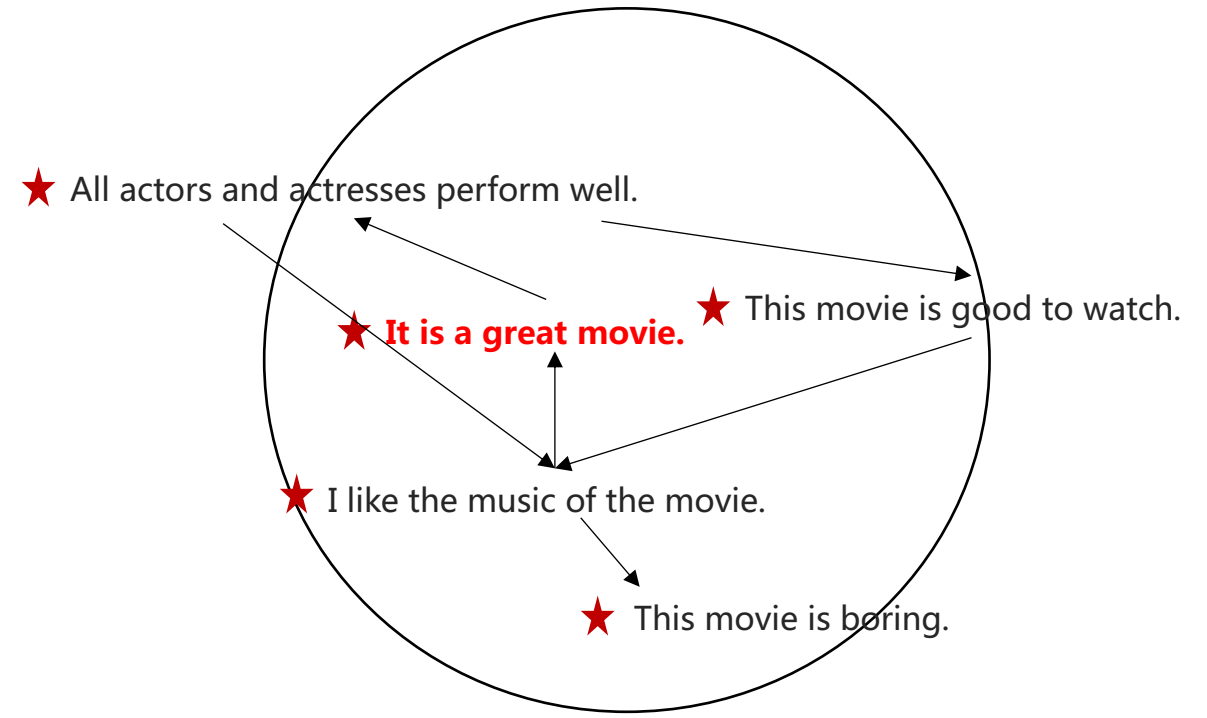 All actors and actresses perform well.
This movie is good to watch.
It is a great movie.
I like the music of the movie.
This movie is boring.